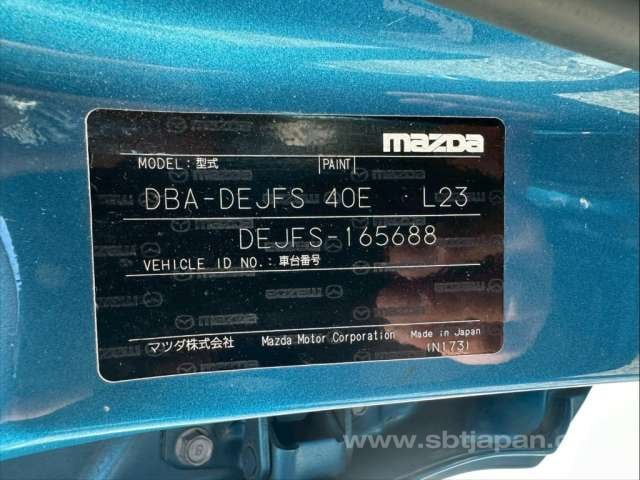 mazda
MODEL:型式 PAINT
DBA-DEJFS 40E L23
DEJFS-165688
VEHICLE ID NO.:車台番号
マツダ株式会社 Mazda Motor Corporation Made in Japan
(N173)
www.sbtjapan.c